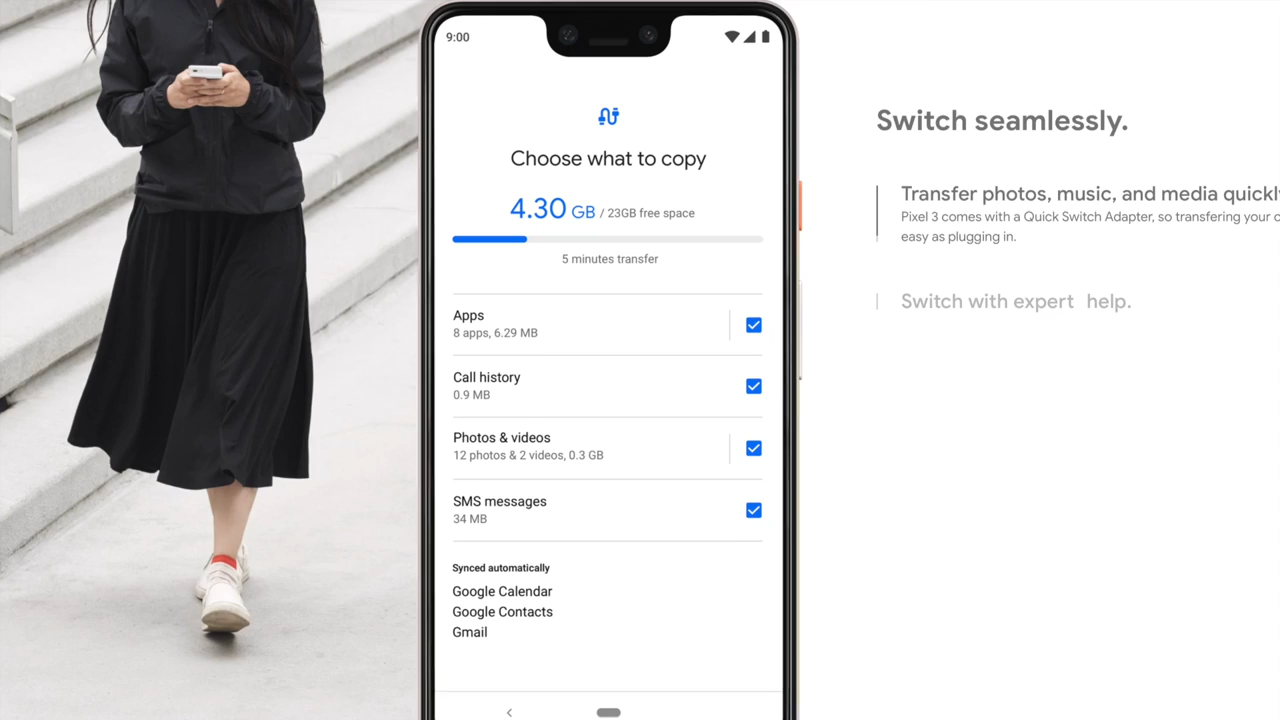 9:00
Choose what to copy
4.30 GB / 23GB free space
5 minutes transfer
Apps
8 apps, 6.29 MB
Call history
0.9 MB
Photos & videos
12 photos & 2 videos, 0.3 GB
SMS messages
34 MB
Synced automatically
Google Calendar
Google Contacts
Gmail
Switch seamlessly.
Transfer photos, music, and media
Pixel 3 comes with a Quick Switch Adapter, so transfering your
easy as plugging in.
Switch with expert help.